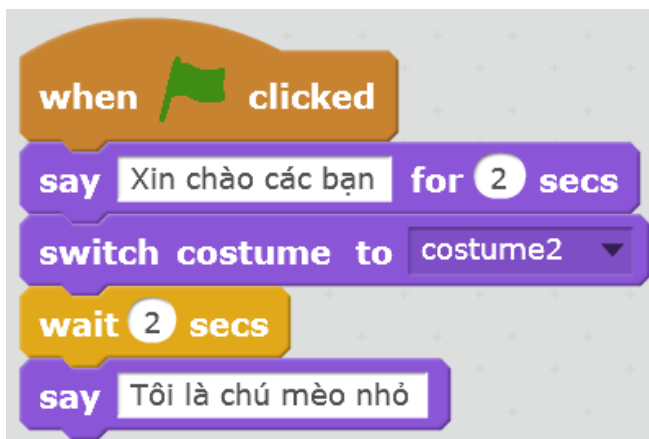 when clicked
say Xin chào các bạn for 2 secs
switch costume to costume2
wait 2 secs
say Tôi là chú mèo nhỏ